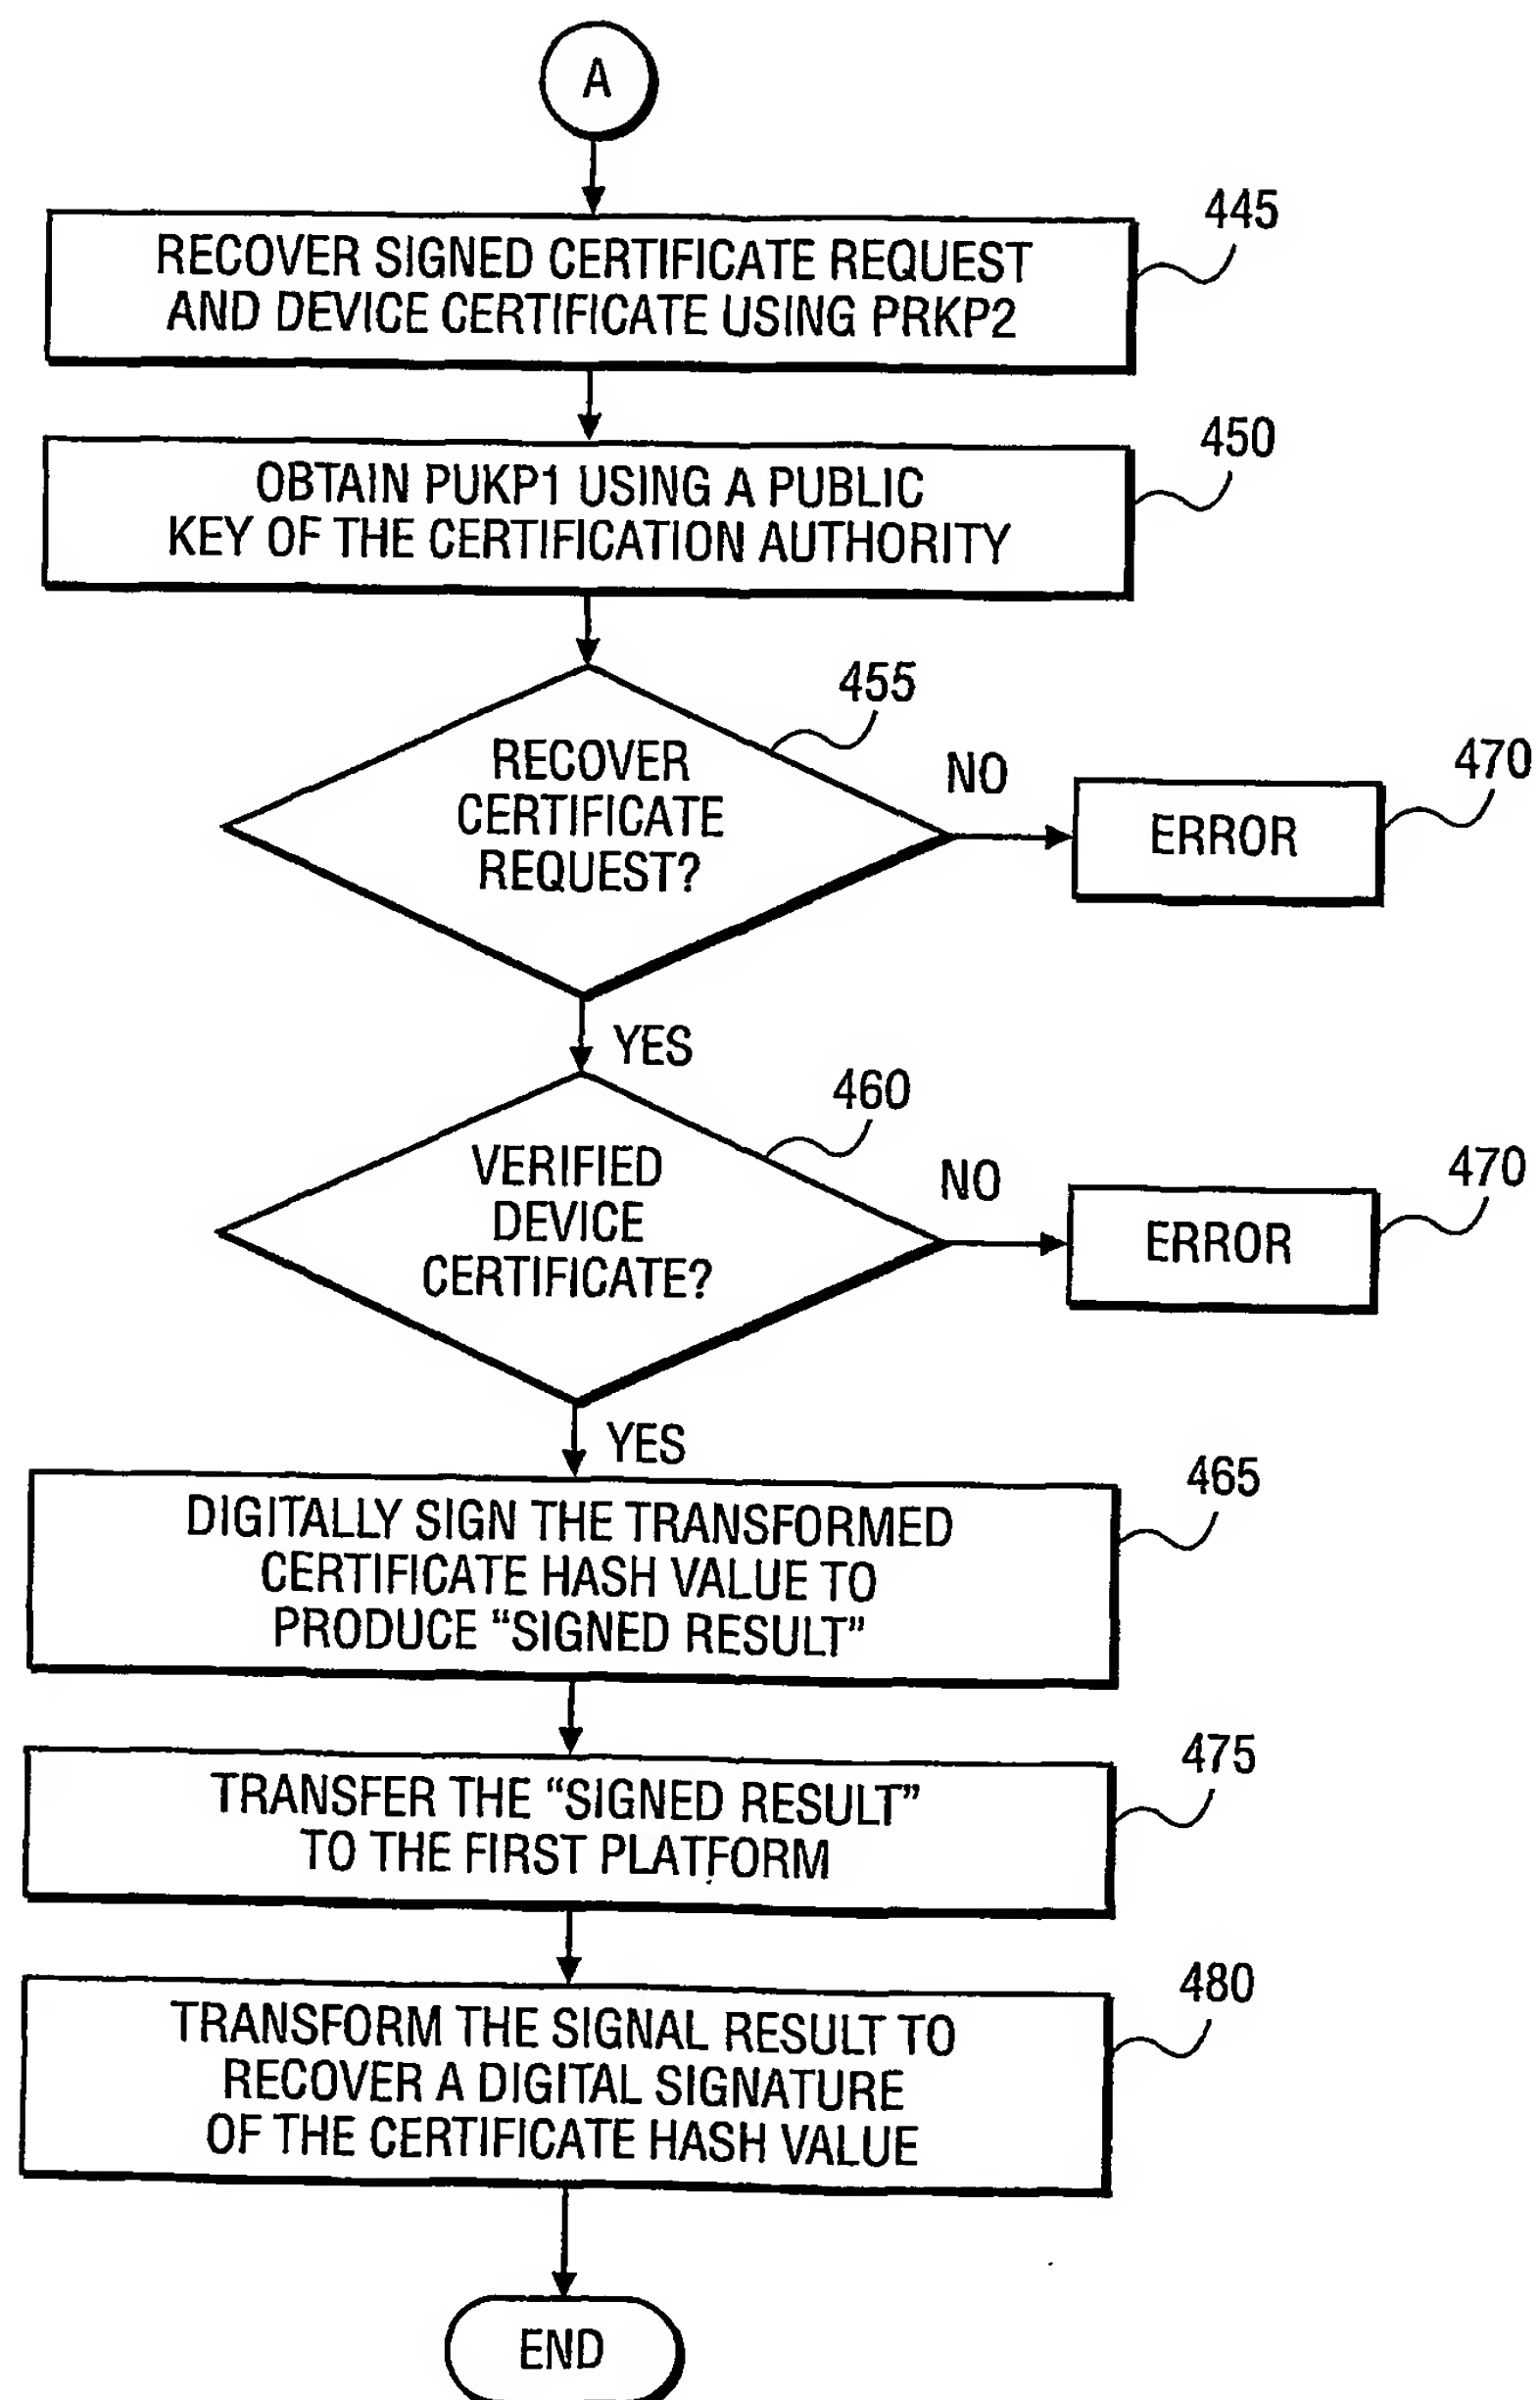 A
445
RECOVER SIGNED CERTIFICATE REQUEST
AND DEVICE CERTIFICATE USING PRKP2
450
OBTAIN PUKP1 USING A PUBLIC
KEY OF THE CERTIFICATION AUTHORITY
455
RECOVER
CERTIFICATE
REQUEST?
NO
470
ERROR
YES
460
VERIFIED
DEVICE
CERTIFICATE?
NO
470
ERROR
YES
465
DIGITALLY SIGN THE TRANSFORMED
CERTIFICATE HASH VALUE TO
PRODUCE “SIGNED RESULT”
475
TRANSFER THE “SIGNED RESULT”
TO THE FIRST PLATFORM
480
TRANSFORM THE SIGNAL RESULT TO
RECOVER A DIGITAL SIGNATURE
OF THE CERTIFICATE HASH VALUE
END